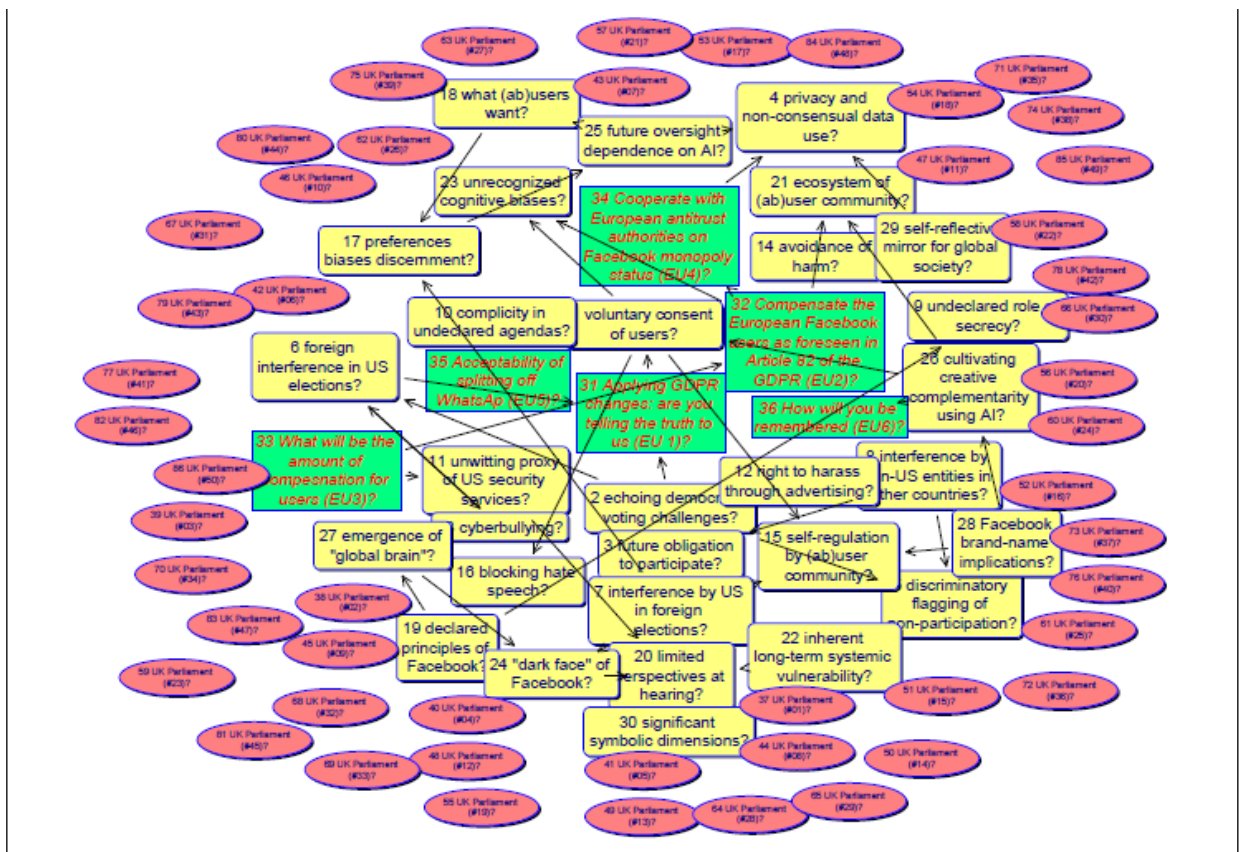 63 UK Parliament
(#27)?
57 UK Parliament
(#21)?
53 UK Parliament
(#17)?
84 UK Parliament
(#48)?
75 UK Parliament
(#39)?
43 UK Parliament
(#07)?
71 UK Parliament
(#35)?
54 UK Parliament
(#18)?
74 UK Parliament
(#38)?
18 what (ab)users
want?
4 privacy and
non-consensual data
use?
25 future oversight
dependence on AI?
80 UK Parliament
(#44)?
62 UK Parliament
(#26)?
46 UK Parliament
(#10)?
47 UK Parliament
(#11)?
85 UK Parliament
(#49)?
23 unrecognized
cognitive biases?
34 Cooperate with
European antitrust
authorities on
Facebook monopoly
status (EU4)?
21 ecosystem of
(ab)user community?
67 UK Parliament
(#31)?
17 preferences
biases discernment?
14 avoidance of
harm?
29 self-reflective
mirror for global
society?
58 UK Parliament
(#22)?
78 UK Parliament
(#42)?
79 UK Parliament
(#43)?
42 UK Parliament
(#06)?
66 UK Parliament
(#30)?
10 complicity in
undeclared agendas?
voluntary consent
of users?
32 Compensate the
European Facebook
users as foreseen in
Article 82 of the
GDPR (EU2)?
9 undeclared role
secrecy?
6 foreign
interference in US
elections?
35 Acceptability of
splitting off
WhatsAp (EU5)?
31 Applying GDPR
changes: are you
telling the truth to
us (EU 1)?
26 cultivating
creative
complementarity
using AI?
36 How will you be
remembered (EU6)?
77 UK Parliament
(#41)?
56 UK Parliament
(#20)?
82 UK Parliament
(#46)?
60 UK Parliament
(#24)?
33 What will be the
amount of
compesnation for
users (EU3)?
11 unwitting proxy
of US security
services?
12 right to harass
through advertising?
8 interference by
n-US entities in
ther countries?
86 UK Parliament
(#50)?
52 UK Parliament
(#16)?
39 UK Parliament
(#03)?
2 echoing democ
voting challenges?
cyberbullying?
27 emergence of
"global brain"?
3 future obligation
to participate?
15 self-regulation
by (ab)user
community?
28 Facebook
brand-name
implications?
73 UK Parliament
(#37)?
70 UK Parliament
(#34)?
16 blocking hate
speech?
7 interference by US
in foreign
elections?
discriminatory
flagging of
non-participation?
76 UK Parliament
(#40)?
38 UK Parliament
(#02)?
83 UK Parliament
(#47)?
45 UK Parliament
(#09)?
61 UK Parliament
(#25)?
19 declared
principles of
Facebook?
24 "dark face" of
Facebook?
20 limited
perspectives at
hearing?
22 inherent
long-term systemic
vulnerability?
59 UK Parliament
(#23)?
72 UK Parliament
(#36)?
51 UK Parliament
(#15)?
68 UK Parliament
(#32)?
40 UK Parliament
(#04)?
37 UK Parliament
(#01)?
30 significant
symbolic dimensions?
81 UK Parliament
(#45)?
48 UK Parliament
(#12)?
44 UK Parliament
(#08)?
50 UK Parliament
(#14)?
69 UK Parliament
(#33)?
41 UK Parliament
(#05)?
55 UK Parliament
(#19)?
49 UK Parliament
(#13)?
64 UK Parliament
(#28)?
65 UK Parliament
(#29)?